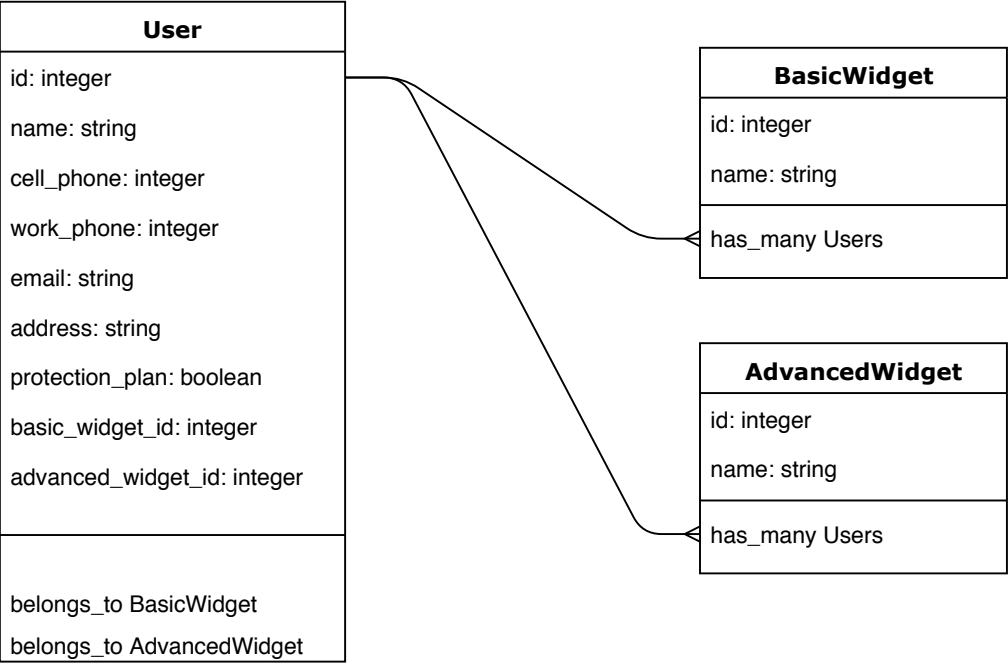 User
id: integer
name: string
cell_phone: integer
work_phone: integer
email: string
address: string
protection_plan: boolean
basic_widget_id: integer
advanced_widget_id: integer
belongs_to BasicWidget
belongs_to AdvancedWidget
BasicWidget
id: integer
name: string
has_many Users
AdvancedWidget
id: integer
name: string
has_many Users